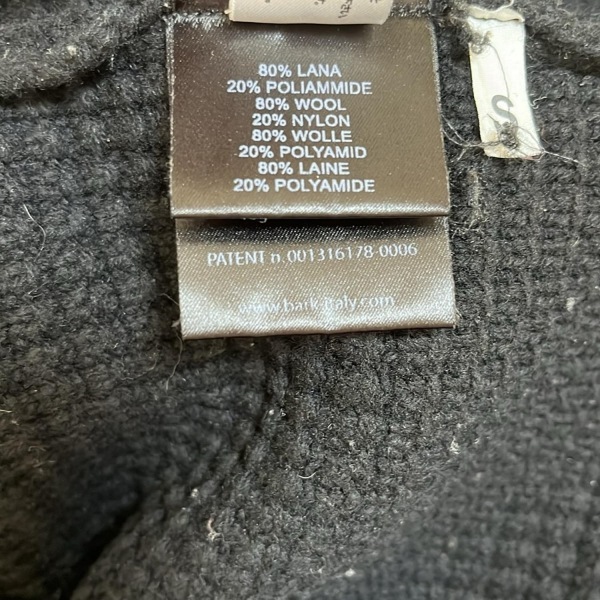 80% LANA
20% POLIAMMIDE
80% WOOL
20% NYLON
80% WOLLE
20% POLYAMID
80% LAINE
20% POLYAMIDE
PATENT n.001316178-0006
www.bark-italy.com
S